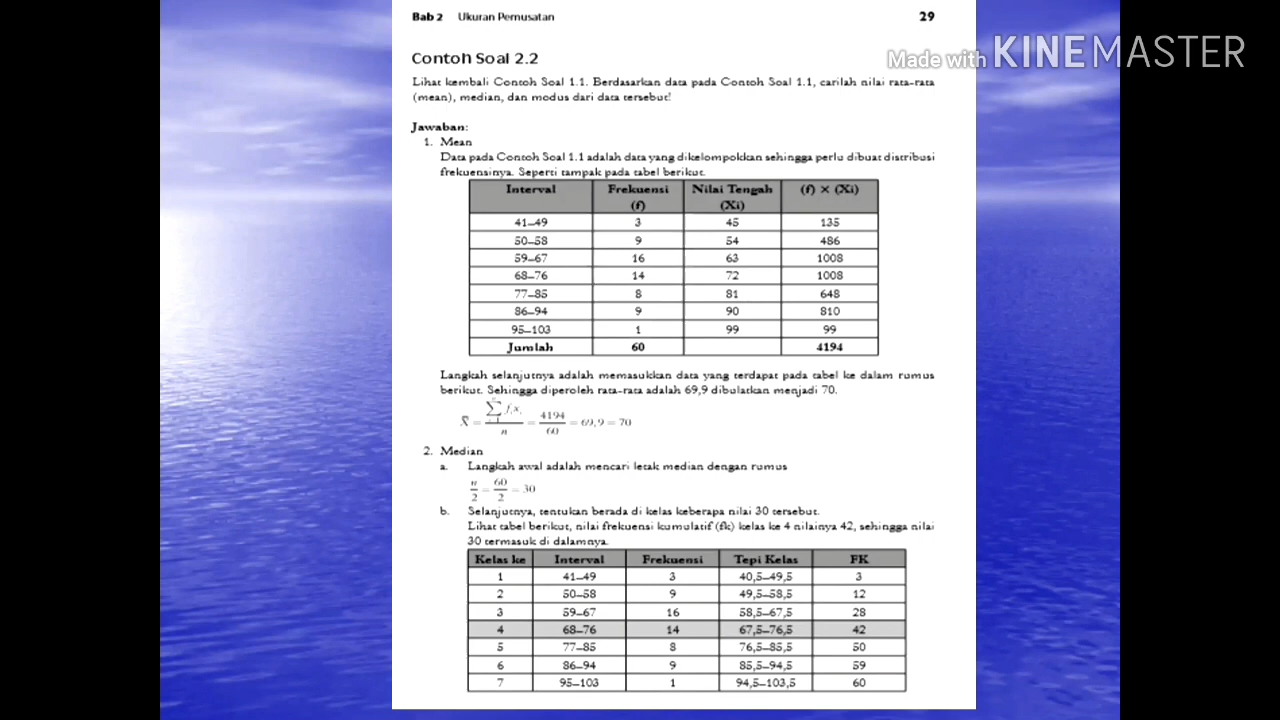 Bab 2 Ukuran Pemusatan 29
Made with KINEMASTER
Contoh Soal 2.2
Lihat kembali Contoh Soal 1.1. Berdasarkan data pada Contoh Soal 1.1, carilah nilai rata-rata
(mean), median, dan modus dari data tersebut!
Jawaban:
1. Mean
Data pada Contoh Soal 1.1 adalah data yang dikelompokkan sehingga perlu dibuat distribusi
frekuensinya. Seperti tampak pada tabel berikut.
Interval Frekuensi (f) Nilai Tengah (Xi) (f) × (Xi)
41–49 3 45 135
50–58 9 54 486
59–67 16 63 1008
68–76 14 72 1008
77–85 8 81 648
86–94 9 90 810
95–103 1 99 99
Jumlah 60 4194
Langkah selanjutnya adalah memasukkan data yang terdapat pada tabel ke dalam rumus
berikut. Sehingga diperoleh rata-rata adalah 69,9 dibulatkan menjadi 70.
X̄ = ∑ fᵢxᵢ / n = 4194 / 60 = 69,9 = 70
2. Median
a. Langkah awal adalah mencari letak median dengan rumus
n/2 = 60/2 = 30
b. Selanjutnya, tentukan berada di kelas keberapa nilai 30 tersebut.
Lihat tabel berikut, nilai frekuensi kumulatif (fk) kelas ke 4 nilainya 42, sehingga nilai
30 termasuk di dalamnya.
Kelas ke Interval Frekuensi Tepi Kelas FK
1 41–49 3 40,5–49,5 3
2 50–58 9 49,5–58,5 12
3 59–67 16 58,5–67,5 28
4 68–76 14 67,5–76,5 42
5 77–85 8 76,5–85,5 50
6 86–94 9 85,5–94,5 59
7 95–103 1 94,5–103,5 60